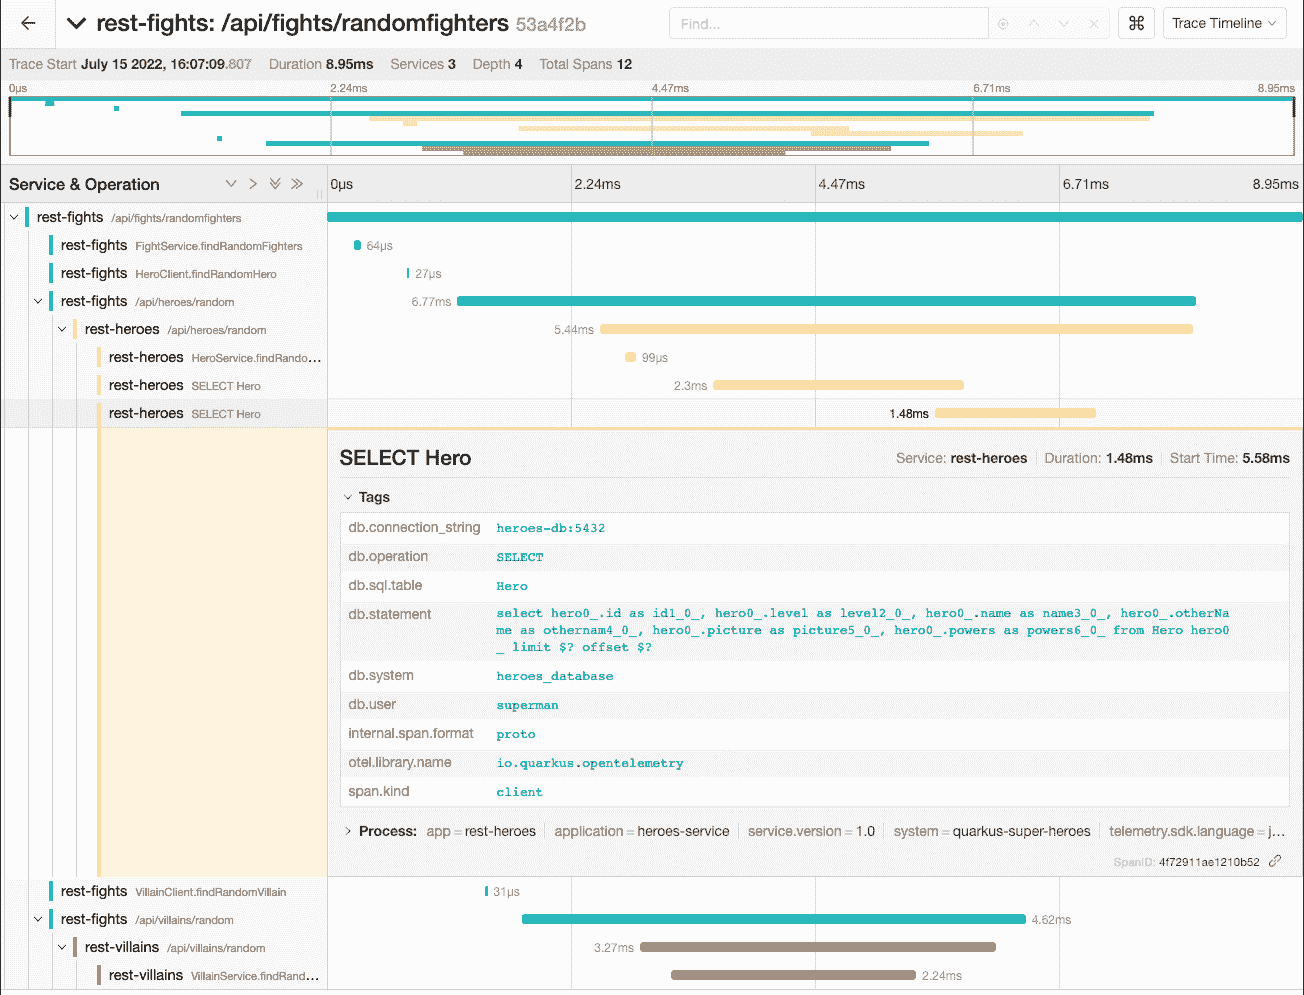 rest-fights: /api/fights/randomfighters 53a4f2b Find... ⌘ Trace Timeline
Trace Start July 15 2022, 16:07:09.807 Duration 8.95ms Services 3 Depth 4 Total Spans 12
0µs 2.24ms 4.47ms 6.71ms 8.95ms
Service & Operation 0µs 2.24ms 4.47ms 6.71ms 8.95ms
rest-fights /api/fights/randomfighters
rest-fights FightService.findRandomFighters 64µs
rest-fights HeroClient.findRandomHero 27µs
rest-fights /api/heroes/random 6.77ms
rest-heroes /api/heroes/random 5.44ms
rest-heroes HeroService.findRando... 99µs
rest-heroes SELECT Hero 2.3ms
rest-heroes SELECT Hero 1.48ms
SELECT Hero Service: rest-heroes Duration: 1.48ms Start Time: 5.58ms
Tags
db.connection_string heroes-db:5432
db.operation SELECT
db.sql.table Hero
db.statement select hero0_.id as id1_0_, hero0_.level as level2_0_, hero0_.name as name3_0_, hero0_.otherNa
me as othernam4_0_, hero0_.picture as picture5_0_, hero0_.powers as powers6_0_ from Hero hero0
_ limit $? offset $?
db.system heroes_database
db.user superman
internal.span.format proto
otel.library.name io.quarkus.opentelemetry
span.kind client
Process: app = rest-heroes application = heroes-service service.version = 1.0 system = quarkus-super-heroes telemetry.sdk.language = j...
SpanID: 4f72911ae1210b52
rest-fights VillainClient.findRandomVillain 31µs
rest-fights /api/villains/random 4.62ms
rest-villains /api/villains/random 3.27ms
rest-villains VillainService.findRand... 2.24ms